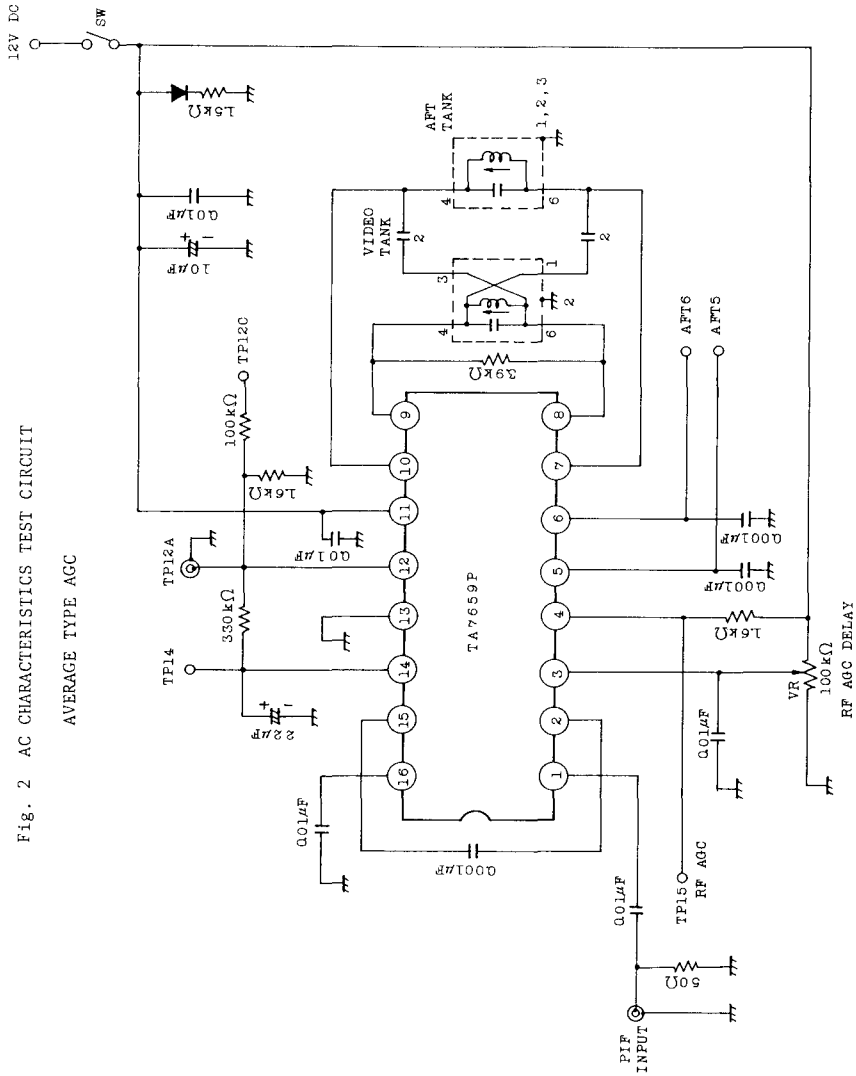 Fig. 2 AC CHARACTERISTICS TEST CIRCUIT
AVERAGE TYPE AGC
12V DC
SW
1.5kΩ
0.01μF
10μF
+
-
AFT
TANK
1, 2, 3
4
6
VIDEO
TANK
2
2
3
1
4
6
2
3.9kΩ
TP12C
100kΩ
1.6kΩ
TP12A
0.01μF
330kΩ
TP14
22μF
+
-
0.01μF
9
10
11
12
13
14
15
16
TA7659P
8
7
6
5
4
3
2
1
AFT6
AFT5
0.001μF
0.001μF
1.6kΩ
VR
100kΩ
RF AGC DELAY
0.01μF
0.001μF
TP15
RF AGC
0.01μF
50Ω
PIF
INPUT